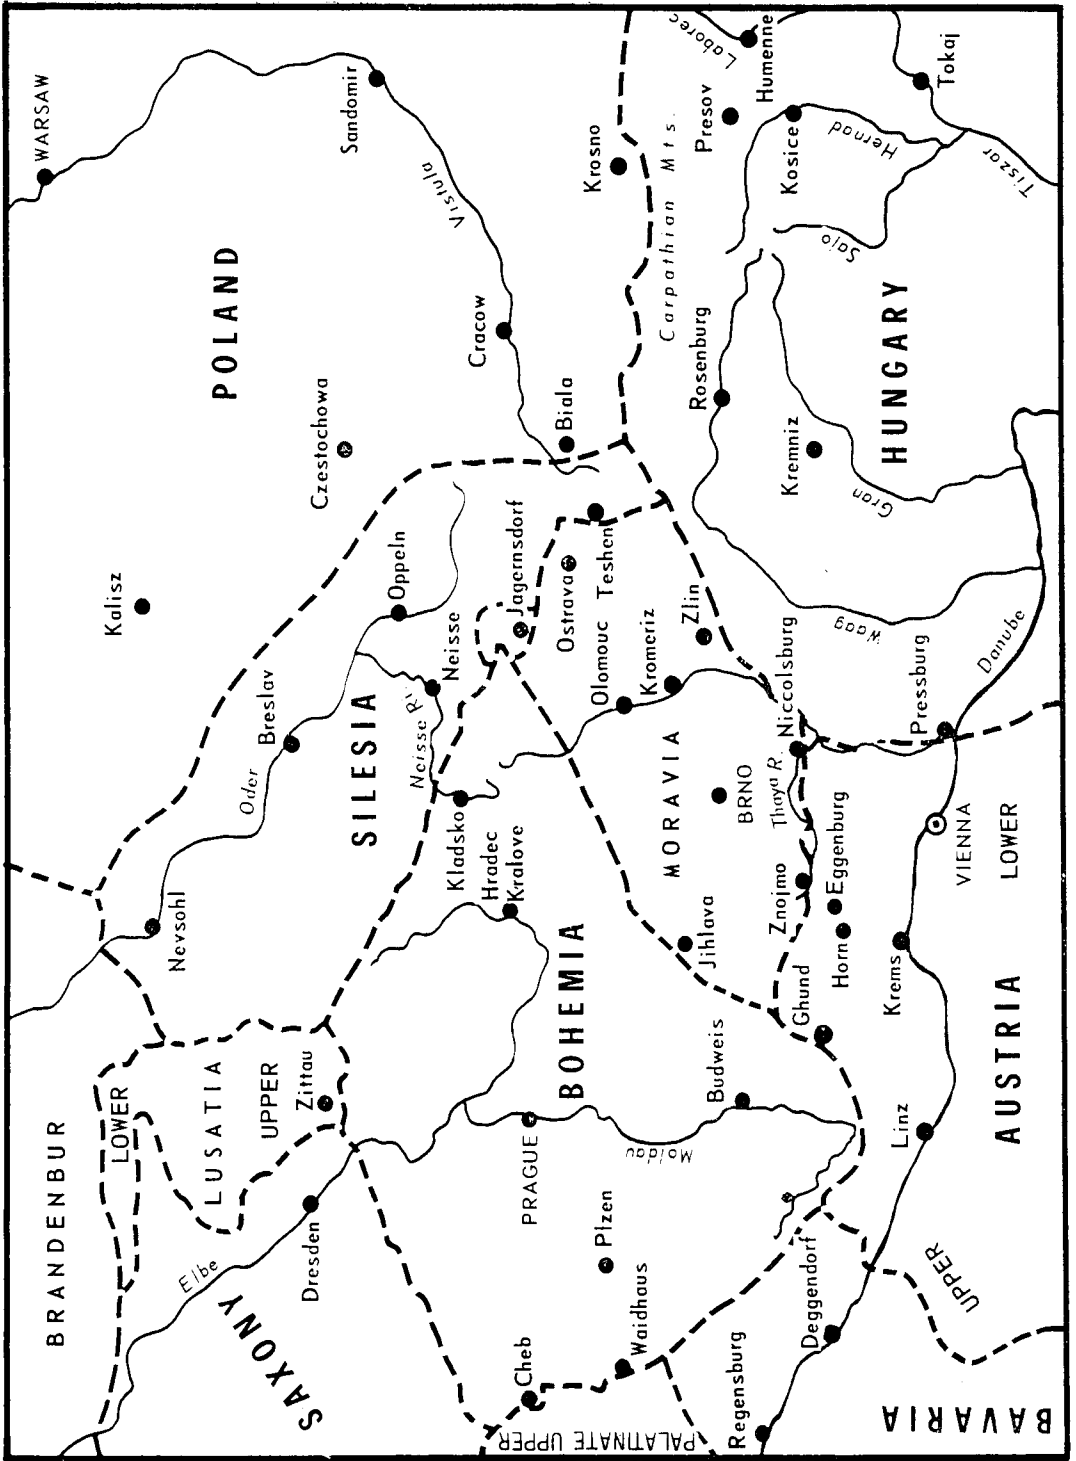 BRANDENBUR
LOWER
LUSATIA
UPPER
Zittau
SAXONY
Elbe
Dresden
Nevsohl
Oder
Breslav
SILESIA
Neisse R.
Neisse
Oppeln
Kalisz
Czestochowa
POLAND
WARSAW
Sandomir
Vistula
Cracow
Biala
Krosno
Carpathian Mts.
Laborec
Humenne
Presov
Kosice
Hernad
Tokaj
Tiszar
Sajo
Rosenburg
HUNGARY
Kremniz
Gran
Waag
Danube
Pressburg
Jagernsdorf
Ostrava
Teshen
Olomouc
Kromeriz
Zlin
Niccolsburg
Thaya R.
MORAVIA
BRNO
Znojmo
Jihlava
Kladsko
Hradec
Kralove
BOHEMIA
PRAGUE
Moldau
Budweis
Plzen
Cheb
Waidhaus
PALATINATE UPPER
Regensburg
Deggendorf
BAVARIA
UPPER
AUSTRIA
LOWER
Linz
Krems
Ghund
Horn
Eggenburg
VIENNA